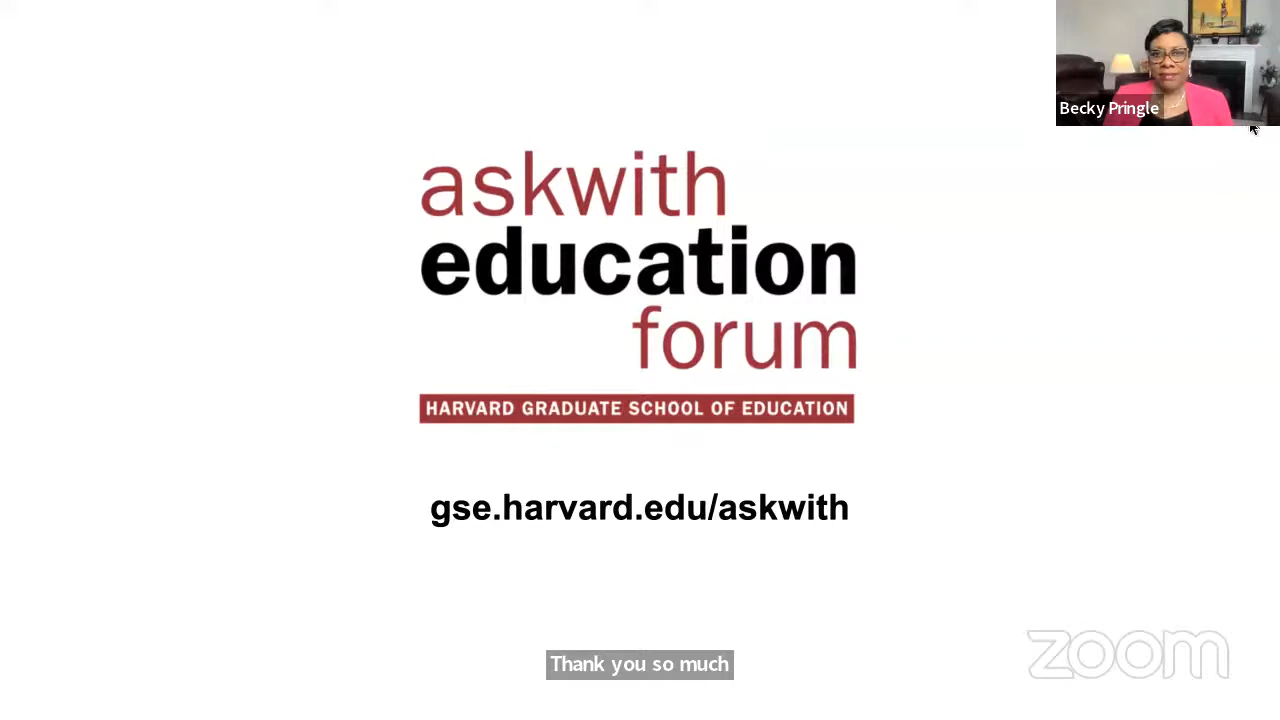 Becky Pringle
askwith
education
forum
HARVARD GRADUATE SCHOOL OF EDUCATION
gse.harvard.edu/askwith
Thank you so much
zoom